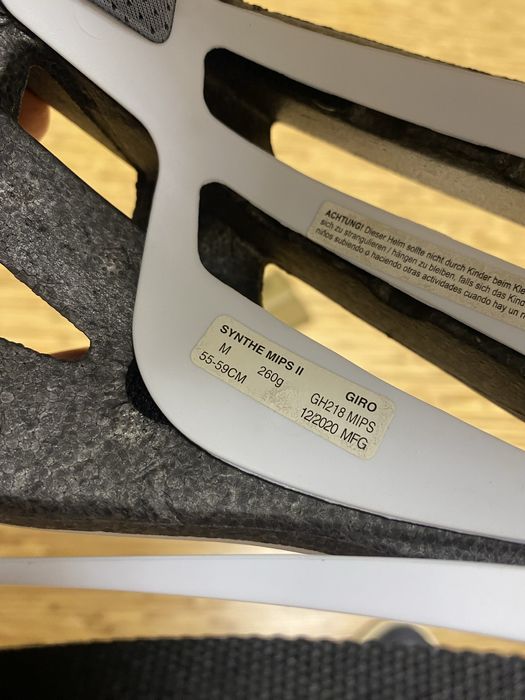 ACHTUNG! Dieser Helm sollte nicht durch Kinder beim Kle
sich zu strangulieren / hängen zu bleiben, falls sich das Kind
niños subiendo o haciendo otras actividades cuando hay un
SYNTHE MIPS II
M 260g GIRO
55-59CM GH218 MIPS
12/2020 MFG